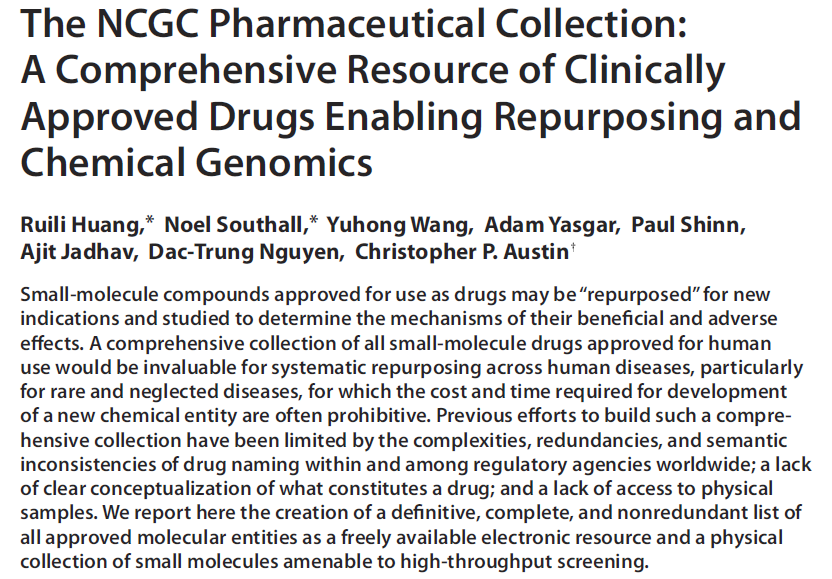 The NCGC Pharmaceutical Collection:
A Comprehensive Resource of Clinically
Approved Drugs Enabling Repurposing and
Chemical Genomics
Ruili Huang,* Noel Southall,* Yuhong Wang, Adam Yasgar, Paul Shinn,
Ajit Jadhav, Dac-Trung Nguyen, Christopher P. Austin†
Small-molecule compounds approved for use as drugs may be “repurposed” for new
indications and studied to determine the mechanisms of their beneficial and adverse
effects. A comprehensive collection of all small-molecule drugs approved for human
use would be invaluable for systematic repurposing across human diseases, particularly
for rare and neglected diseases, for which the cost and time required for development
of a new chemical entity are often prohibitive. Previous efforts to build such a compre-
hensive collection have been limited by the complexities, redundancies, and semantic
inconsistencies of drug naming within and among regulatory agencies worldwide; a lack
of clear conceptualization of what constitutes a drug; and a lack of access to physical
samples. We report here the creation of a definitive, complete, and nonredundant list of
all approved molecular entities as a freely available electronic resource and a physical
collection of small molecules amenable to high-throughput screening.